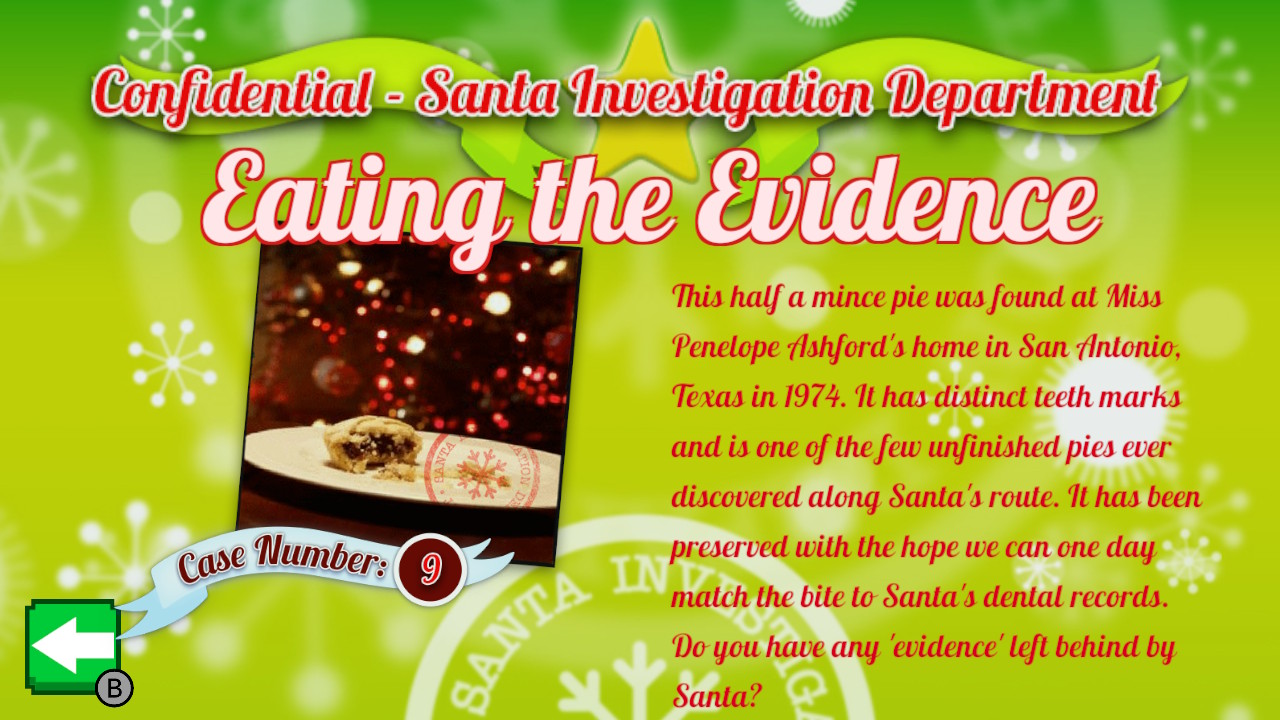 Confidential - Santa Investigation Department
Eating the Evidence
This half a mince pie was found at Miss
Penelope Ashford's home in San Antonio,
Texas in 1974. It has distinct teeth marks
and is one of the few unfinished pies ever
discovered along Santa's route. It has been
preserved with the hope we can one day
match the bite to Santa's dental records.
Do you have any 'evidence' left behind by
Santa?
SANTA
Case Number: 9
B
SANTA